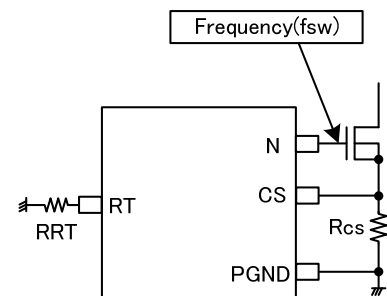 Frequency(fsw)
N
CS
RT
RRT
Rcs
PGND